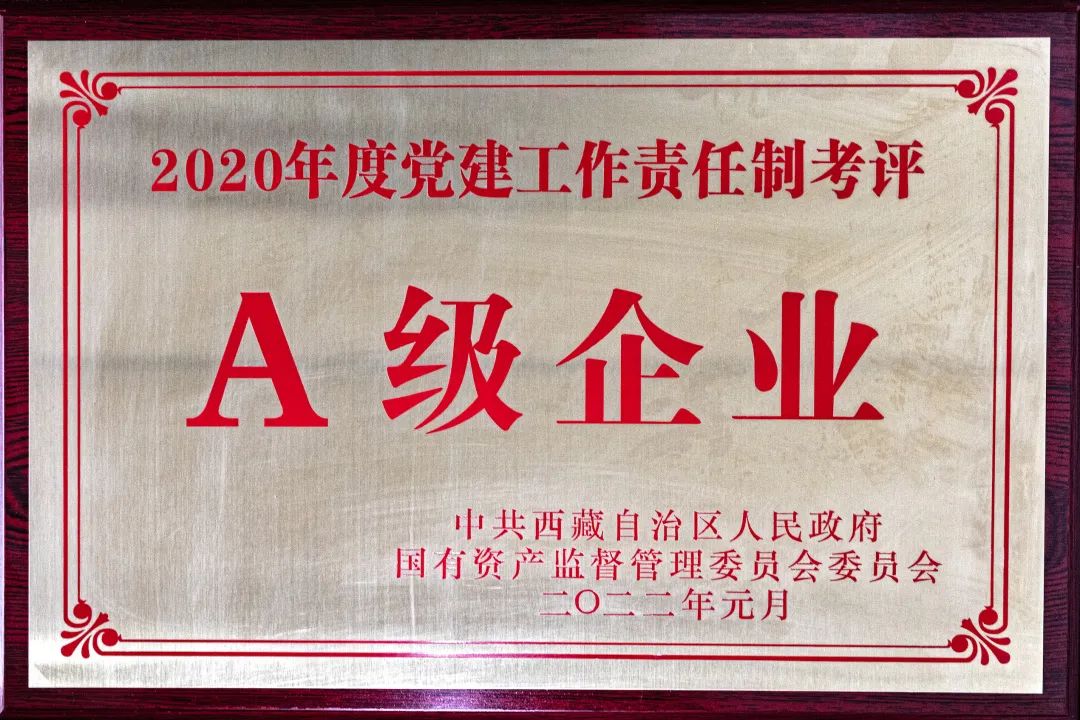 2020年度党建工作责任制考评
A级企业
中共西藏自治区人民政府
国有资产监督管理委员会委员会
二〇二二年元月